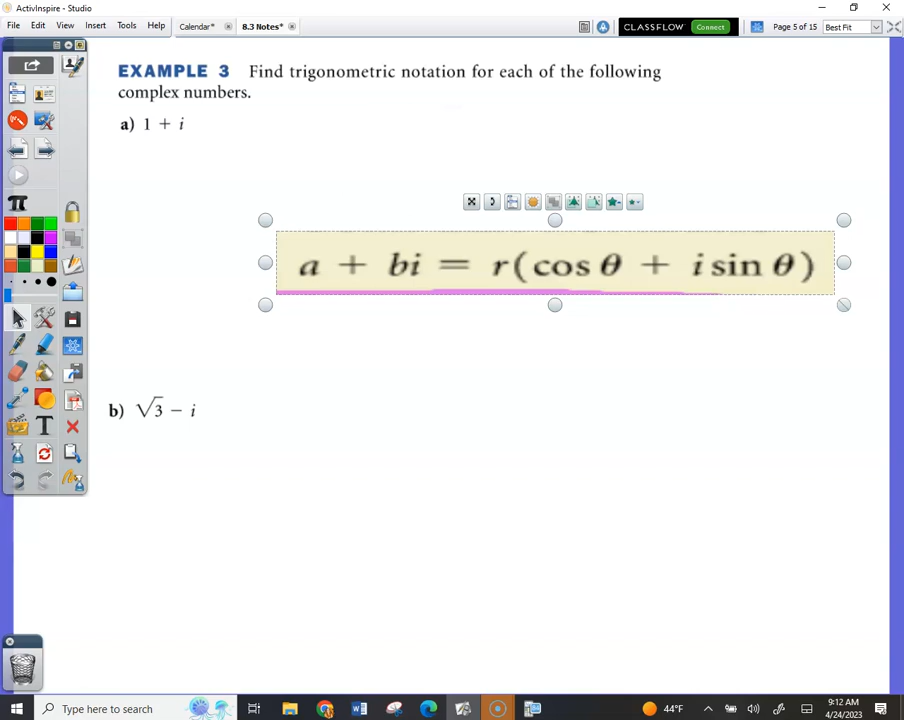 ActivInspire - Studio
File Edit View Insert Tools Help
Calendar*
8.3 Notes*
CLASSFLOW Connect
Page 5 of 15
Best Fit
EXAMPLE 3 Find trigonometric notation for each of the following
complex numbers.
a) 1 + i
a + bi = r(cos θ + i sin θ)
b) √3 − i
Type here to search
44°F
9:12 AM
4/24/2023